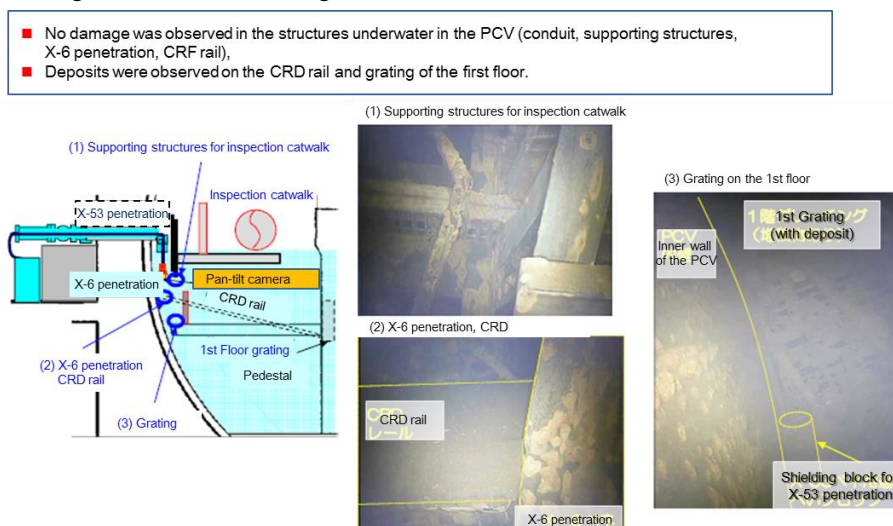 No damage was observed in the structures underwater in the PCV (conduit, supporting structures,
X-6 penetration, CRF rail),
Deposits were observed on the CRD rail and grating of the first floor.
(1) Supporting structures for inspection catwalk
Inspection catwalk
X-53 penetration
X-6 penetration
Pan-tilt camera
CRD rail
1st Floor grating
Pedestal
(2) X-6 penetration
CRD rail
(3) Grating
(1) Supporting structures for inspection catwalk
(2) X-6 penetration, CRD
CRD rail
レール
X-6 penetration
(3) Grating on the 1st floor
1st Grating
(with deposit)
Inner wall
of the PCV
Shielding block fo
X-53 penetration